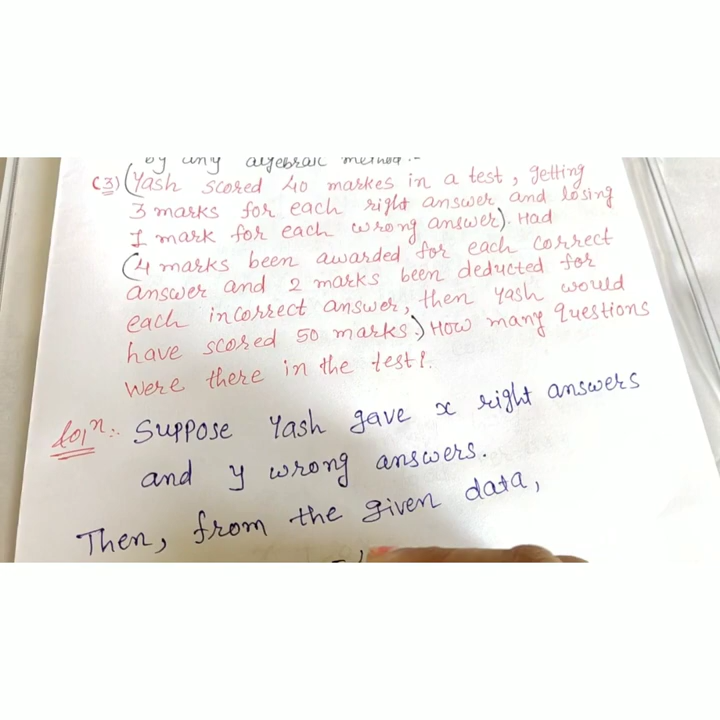 by any algebraic method :-
(3) (Yash scored 40 markes in a test, getting
3 marks for each right answer and losing
1 mark for each wrong answer). Had
(4 marks been awarded for each correct
answer and 2 marks been deducted for
each incorrect answer, then Yash would
have scored 50 marks.) How many questions
were there in the test?
Solⁿ:- Suppose Yash gave x right answers
and y wrong answers.
Then, from the given data,